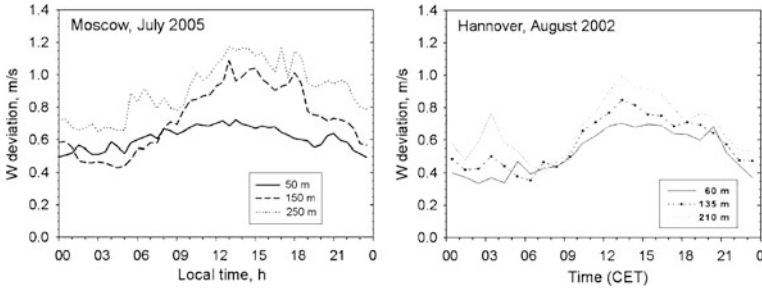 Moscow, July 2005
W deviation, m/s
1.4
1.2
1.0
0.8
0.6
0.4
0.2
0.0
50 m
150 m
250 m
00 03 06 09 12 15 18 21 0
Local time, h
Hannover, August 2002
W deviation, m/s
1.4
1.2
1.0
0.8
0.6
0.4
0.2
0.0
60 m
135 m
210 m
00 03 06 09 12 15 18 21 0
Time (CET)